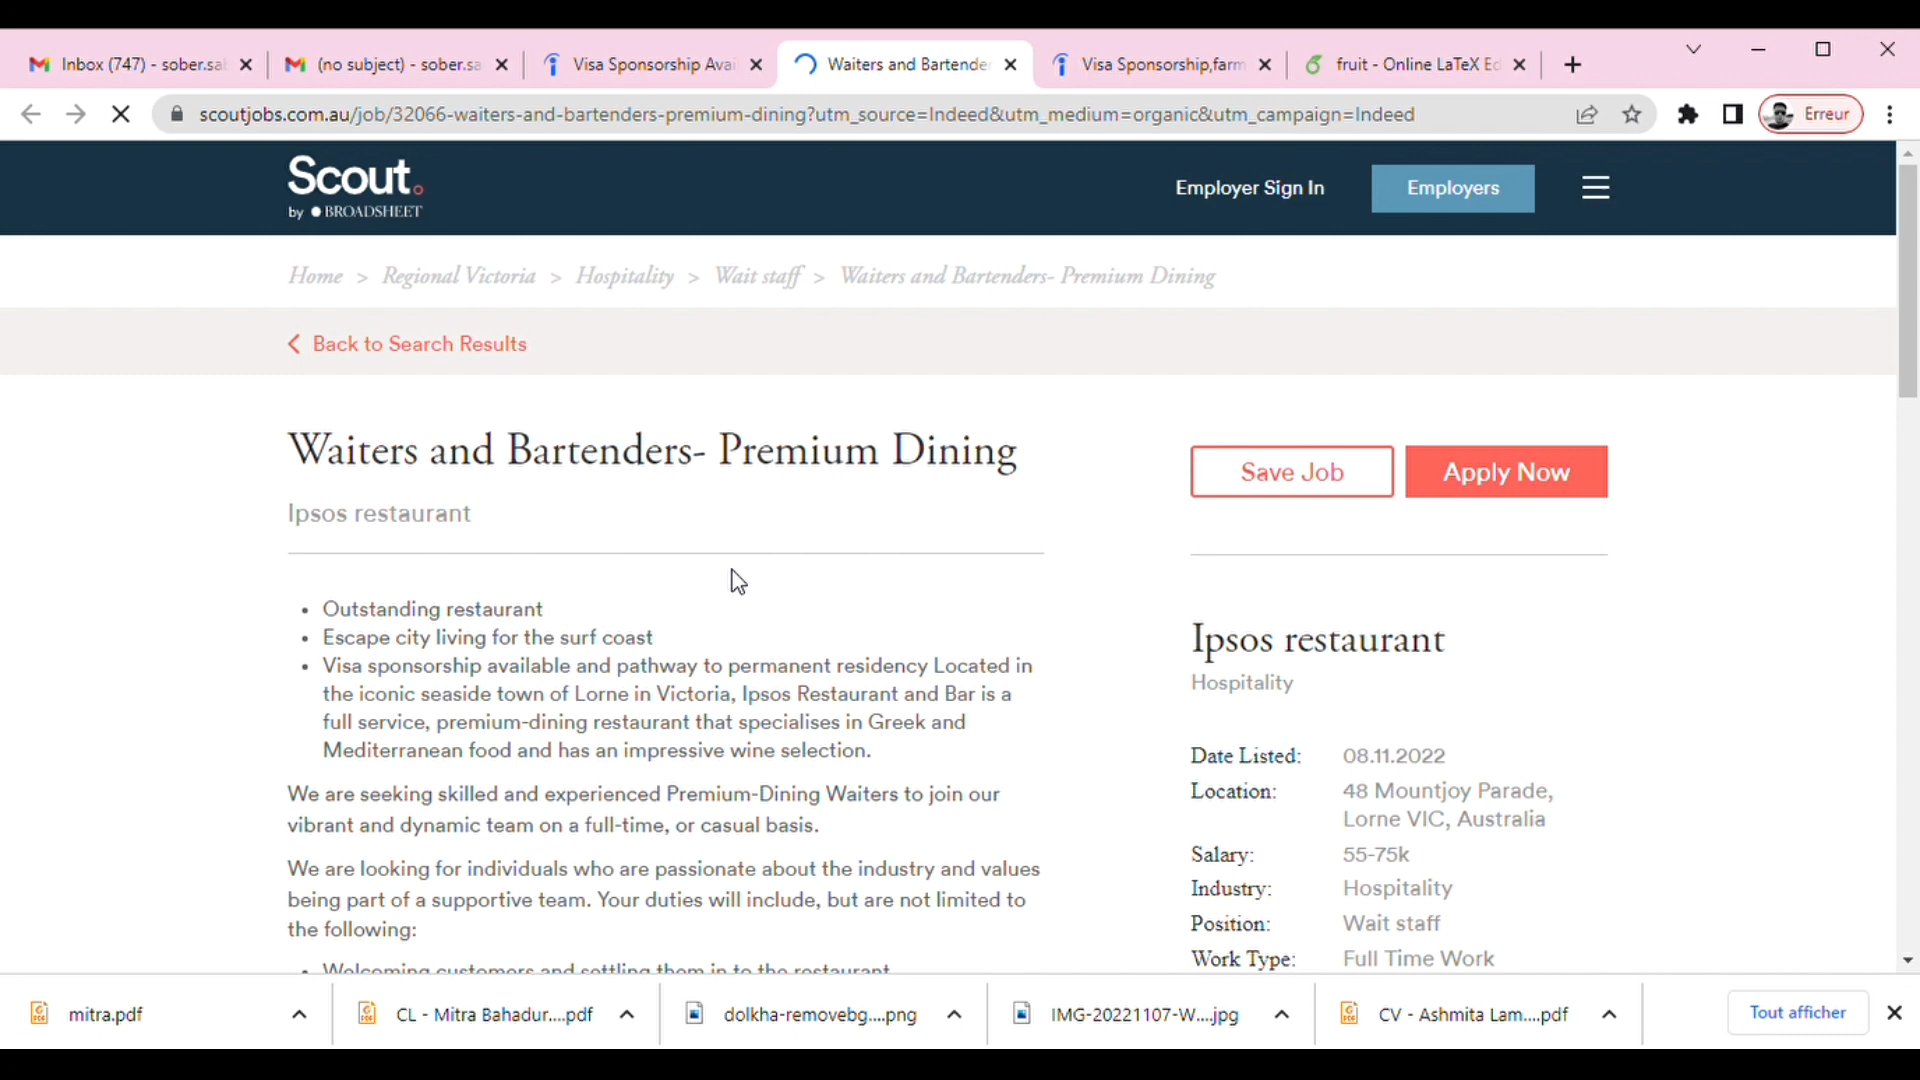 Inbox (747) - sober.sa
(no subject) - sober.sa
Visa Sponsorship Avai
Waiters and Bartende
Visa Sponsorship,farm
fruit - Online LaTeX Ed
scoutjobs.com.au/job/32066-waiters-and-bartenders-premium-dining?utm_source=Indeed&utm_medium=organic&utm_campaign=Indeed
Erreur
Scout.
by BROADSHEET
Employer Sign In
Employers
Home > Regional Victoria > Hospitality > Wait staff > Waiters and Bartenders- Premium Dining
Back to Search Results
Waiters and Bartenders- Premium Dining
Ipsos restaurant
• Outstanding restaurant
• Escape city living for the surf coast
• Visa sponsorship available and pathway to permanent residency Located in
the iconic seaside town of Lorne in Victoria, Ipsos Restaurant and Bar is a
full service, premium-dining restaurant that specialises in Greek and
Mediterranean food and has an impressive wine selection.
We are seeking skilled and experienced Premium-Dining Waiters to join our
vibrant and dynamic team on a full-time, or casual basis.
We are looking for individuals who are passionate about the industry and values
being part of a supportive team. Your duties will include, but are not limited to
the following:
• Welcoming customers and settling them in to the restaurant
Save Job
Apply Now
Ipsos restaurant
Hospitality
Date Listed: 08.11.2022
Location: 48 Mountjoy Parade,
Lorne VIC, Australia
Salary: 55-75k
Industry: Hospitality
Position: Wait staff
Work Type: Full Time Work
mitra.pdf
CL - Mitra Bahadur....pdf
dolkha-removebg....png
IMG-20221107-W....jpg
CV - Ashmita Lam....pdf
Tout afficher